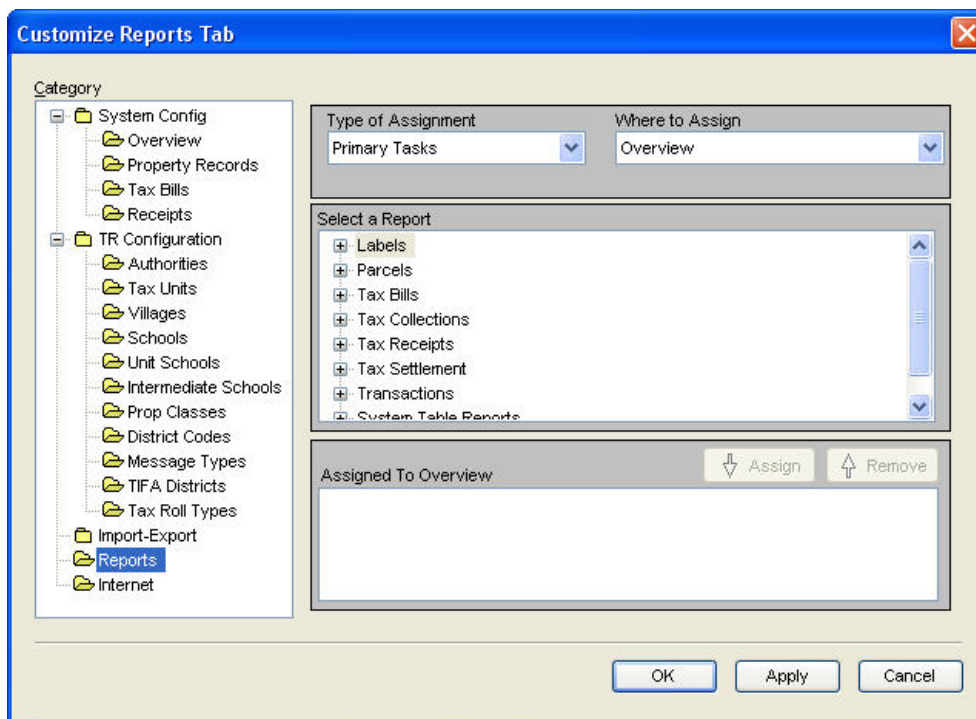 Customize Reports Tab
Category
System Config
Overview
Property Records
Tax Bills
Receipts
TR Configuration
Authorities
Tax Units
Villages
Schools
Unit Schools
Intermediate Schools
Prop Classes
District Codes
Message Types
TIFA Districts
Tax Roll Types
Import-Export
Reports
Internet
Type of Assignment
Primary Tasks
Where to Assign
Overview
Select a Report
Labels
Parcels
Tax Bills
Tax Collections
Tax Receipts
Tax Settlement
Transactions
System Table Reports
Assigned To Overview
Assign
Remove
OK
Apply
Cancel